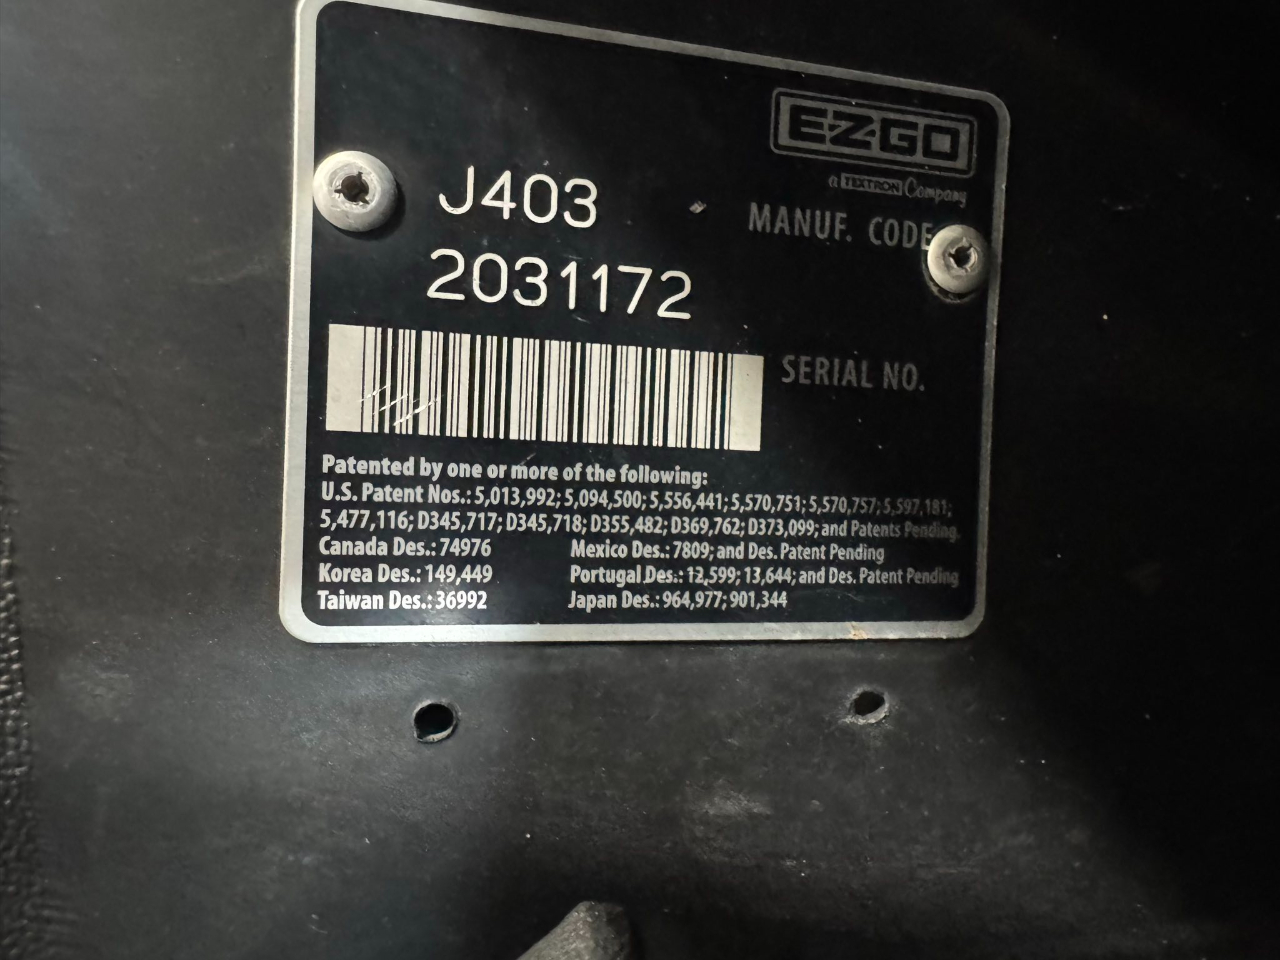 EZGO
a TEXTRON Company
J403
MANUF. CODE
2031172
SERIAL NO.
Patented by one or more of the following:
U.S. Patent Nos.: 5,013,992; 5,094,500; 5,556,441; 5,570,751; 5,570,757; 5,597,181;
5,477,116; D345,717; D345,718; D355,482; D369,762; D373,099; and Patents Pending.
Canada Des.: 74976
Mexico Des.: 7809; and Des. Patent Pending
Korea Des.: 149,449
Portugal Des.: 12,599; 13,644; and Des. Patent Pending
Taiwan Des.: 36992
Japan Des.: 964,977; 901,344